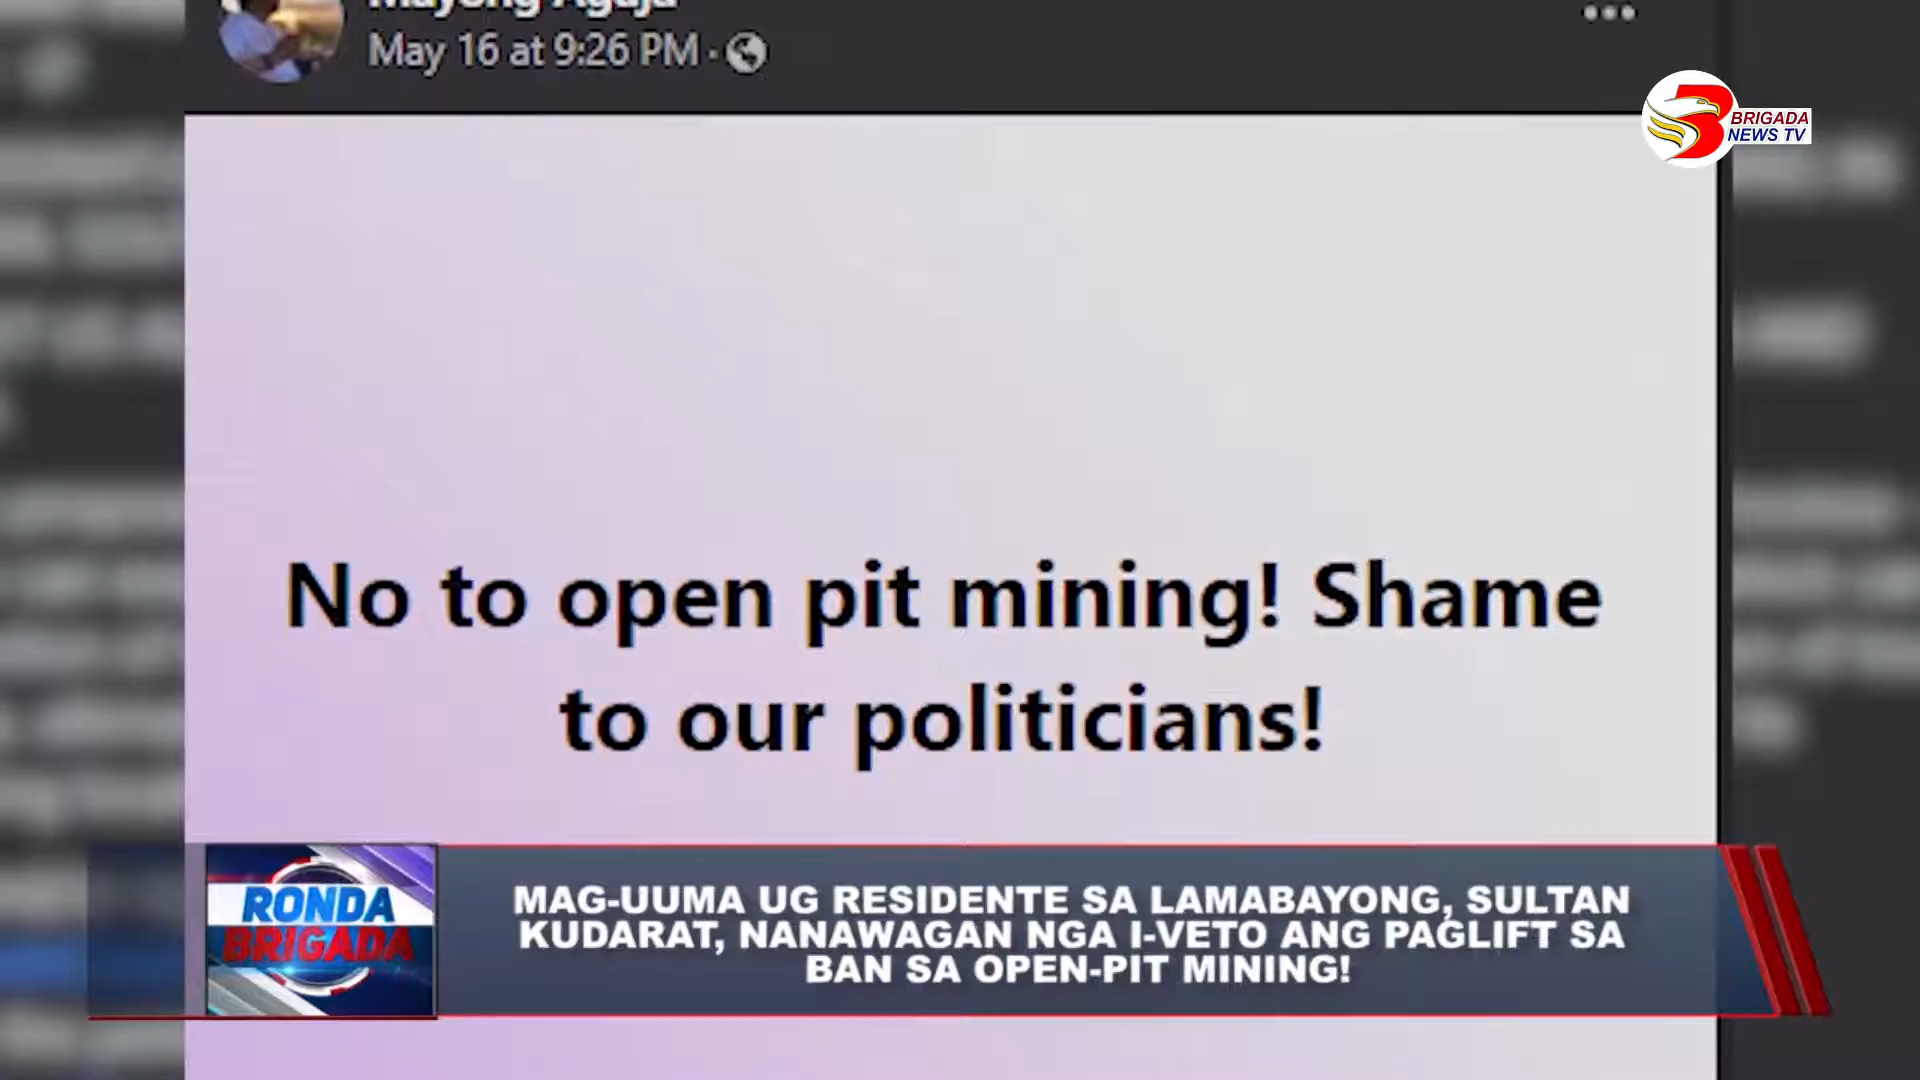 May 16 at 9:26 PM ·
BRIGADA
NEWS TV
No to open pit mining! Shame
to our politicians!
RONDA
BRIGADA
MAG-UUMA UG RESIDENTE SA LAMABAYONG, SULTAN
KUDARAT, NANAWAGAN NGA I-VETO ANG PAGLIFT SA
BAN SA OPEN-PIT MINING!